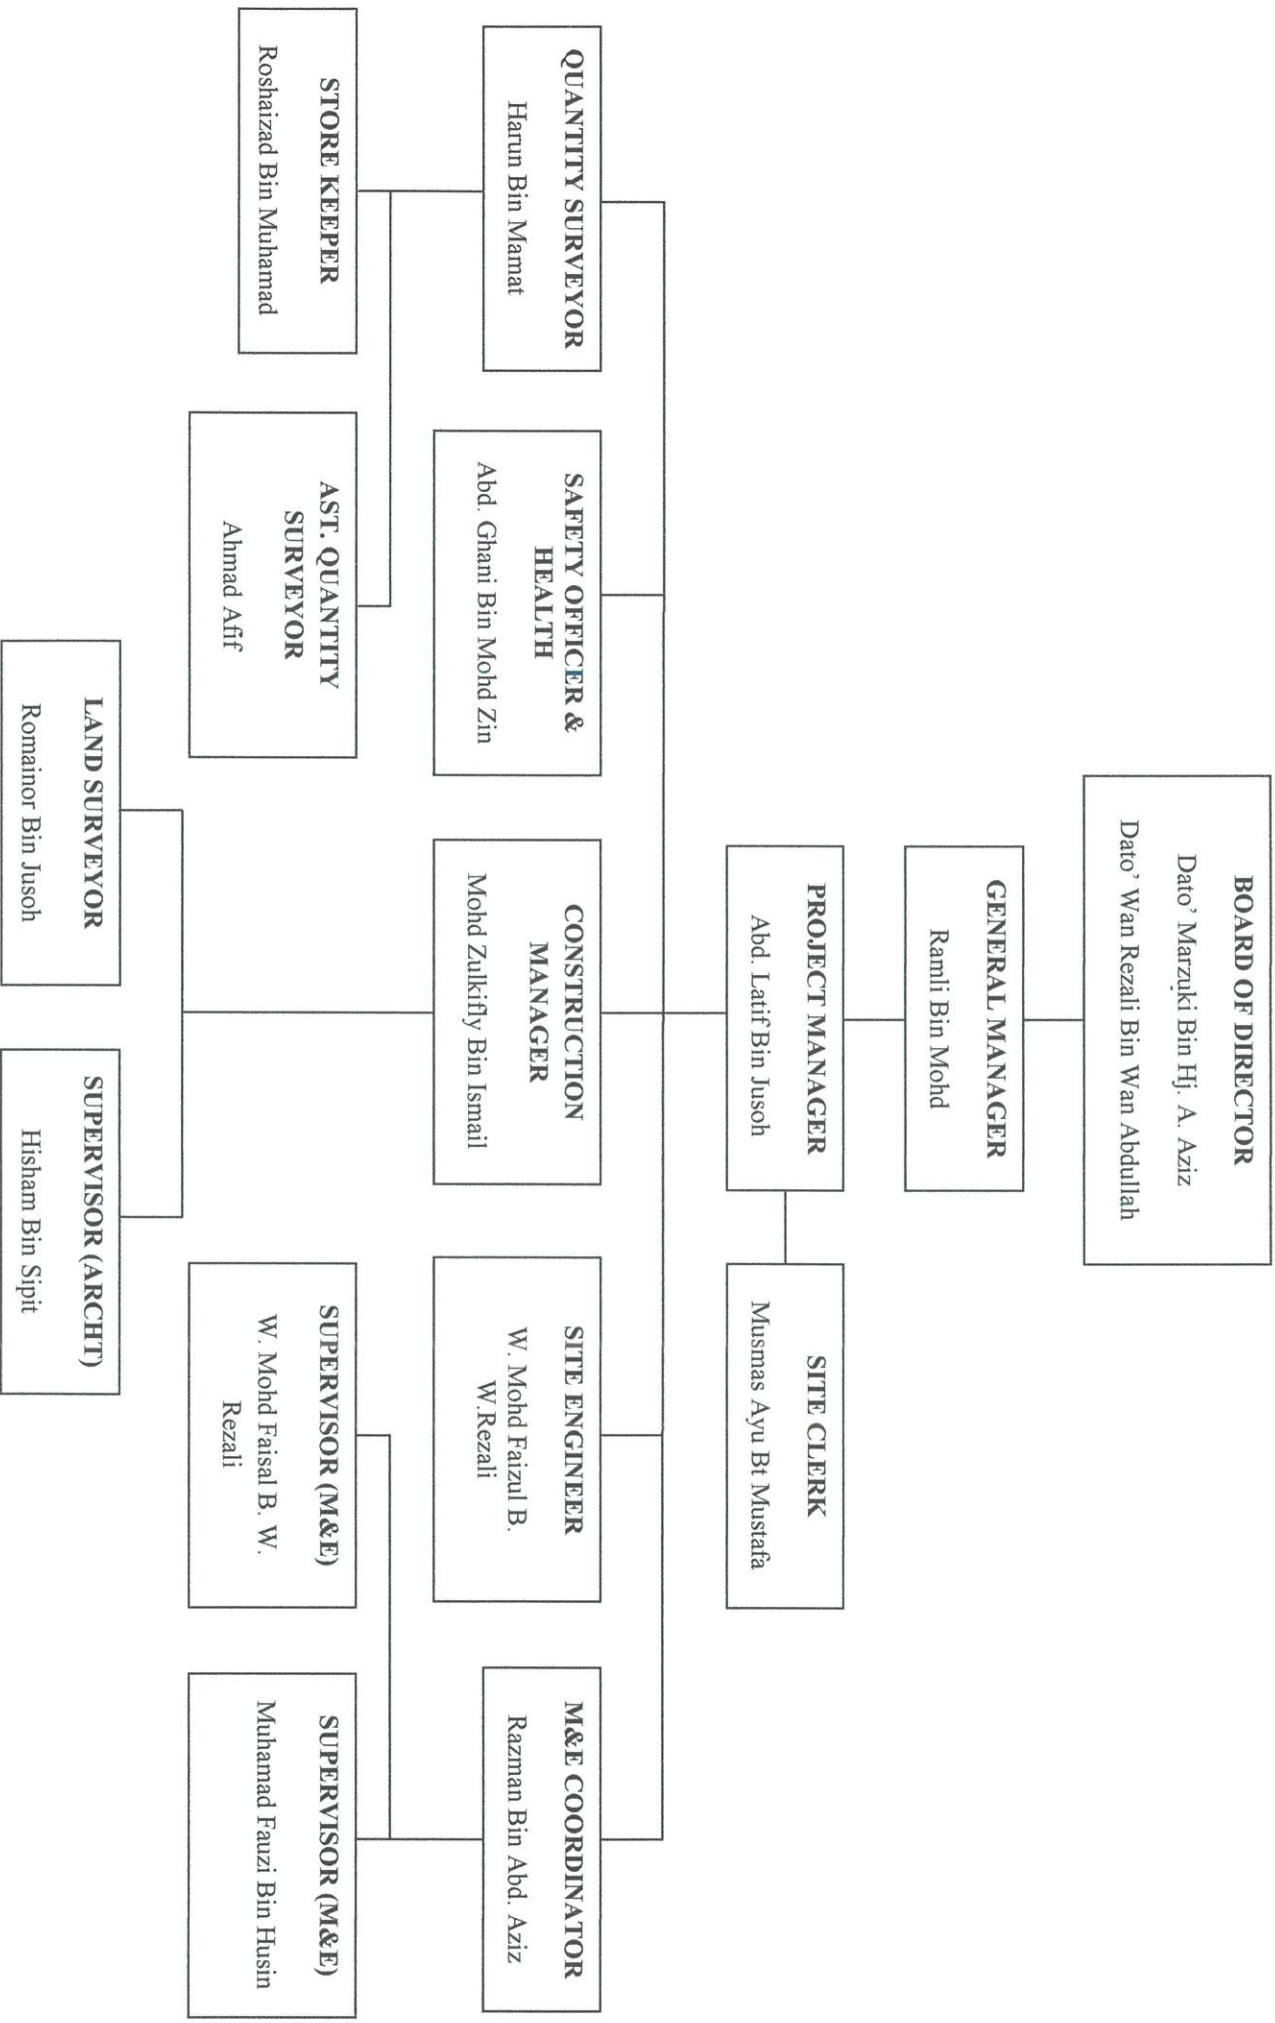 BOARD OF DIRECTOR
Dato’ Marzuki Bin Hj. A. Aziz
Dato’ Wan Rezali Bin Wan Abdullah
GENERAL MANAGER
Ramli Bin Mohd
PROJECT MANAGER
Abd. Latif Bin Jusoh
SITE CLERK
Musmas Ayu Bt Mustafa
QUANTITY SURVEYOR
Harun Bin Mamat
SAFETY OFFICER &
HEALTH
Abd. Ghani Bin Mohd Zin
CONSTRUCTION
MANAGER
Mohd Zulkifly Bin Ismail
SITE ENGINEER
W. Mohd Faizul B.
W.Rezali
M&E COORDINATOR
Razman Bin Abd. Aziz
STORE KEEPER
Roshaizad Bin Muhamad
AST. QUANTITY
SURVEYOR
Ahmad Afif
SUPERVISOR (M&E)
W. Mohd Faisal B. W.
Rezali
SUPERVISOR (M&E)
Muhamad Fauzi Bin Husin
LAND SURVEYOR
Romainor Bin Jusoh
SUPERVISOR (ARCHT)
Hisham Bin Sipit